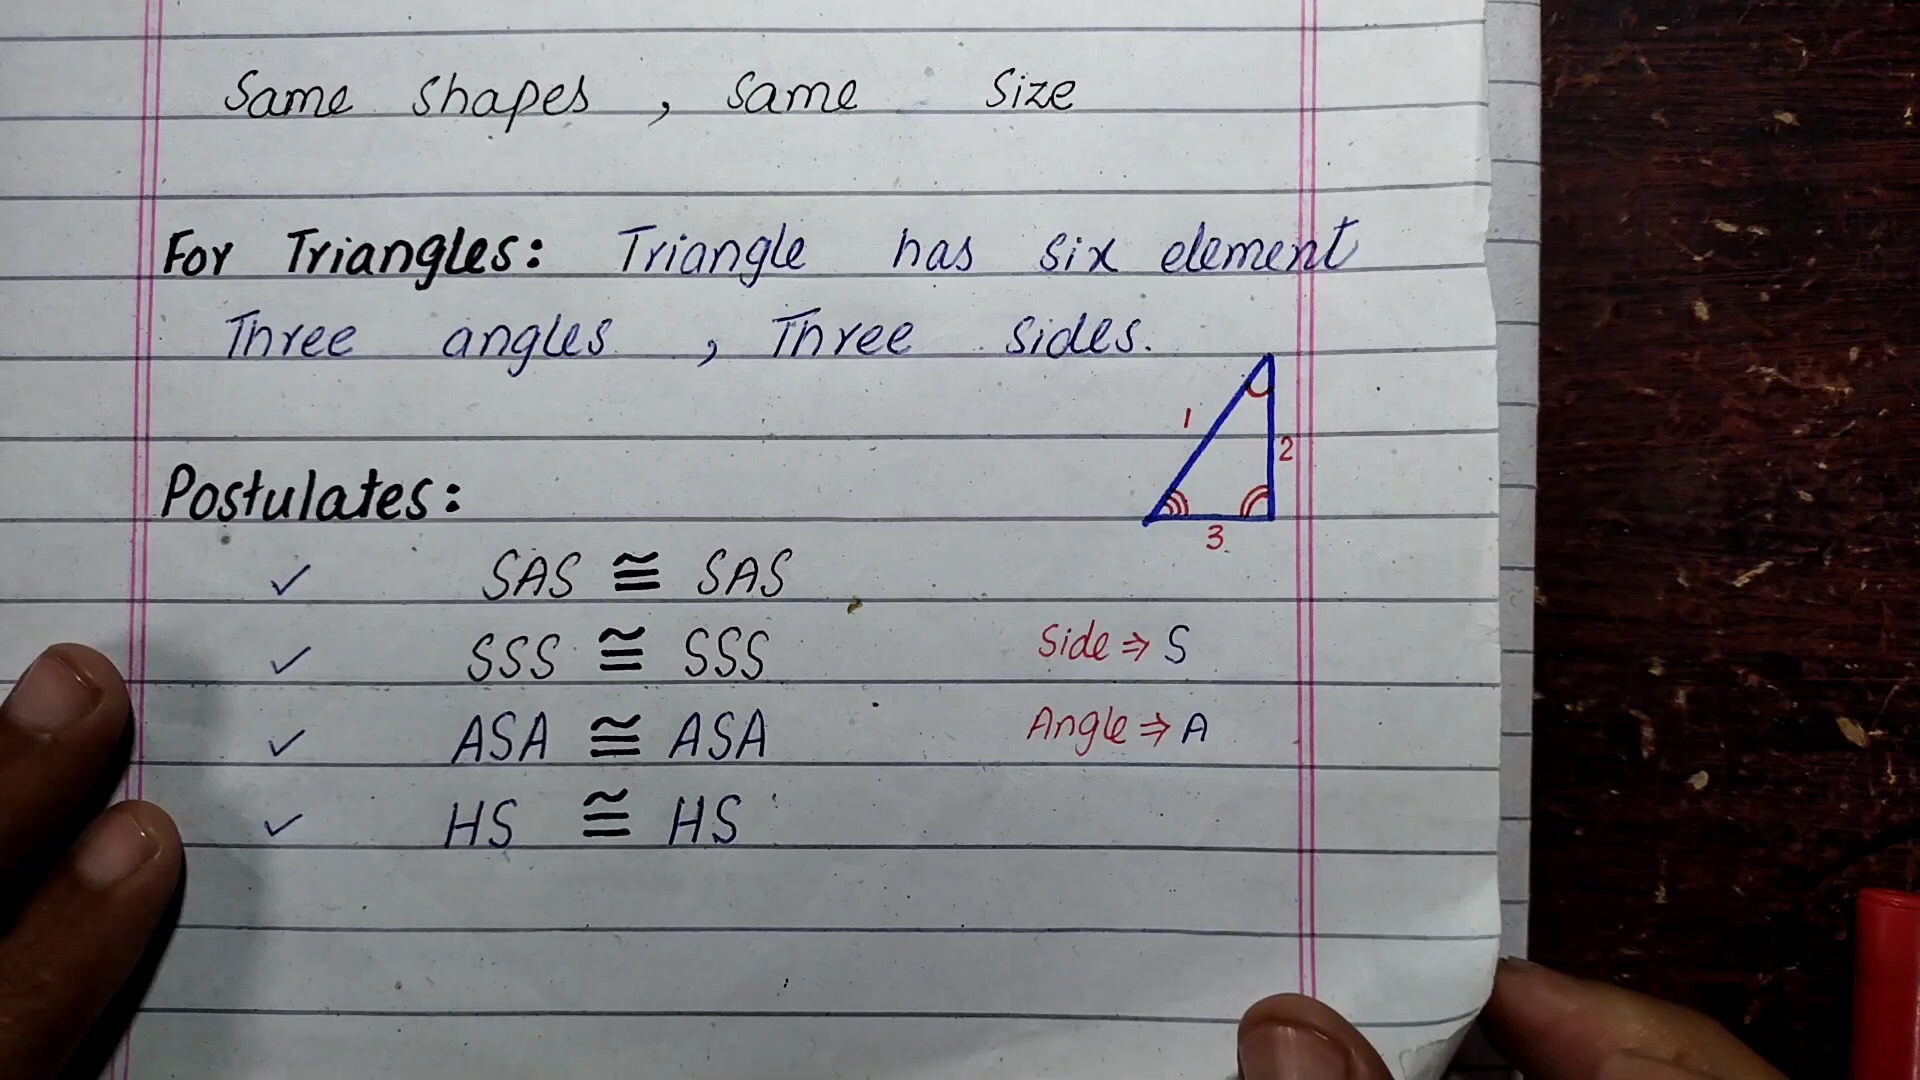 Same shapes, same size
For Triangles: Triangle has six element
Three angles, Three sides.
1
2
3
Postulates:
✓ SAS ≅ SAS
✓ SSS ≅ SSS
Side ⇒ S
✓ ASA ≅ ASA
Angle ⇒ A
✓ HS ≅ HS